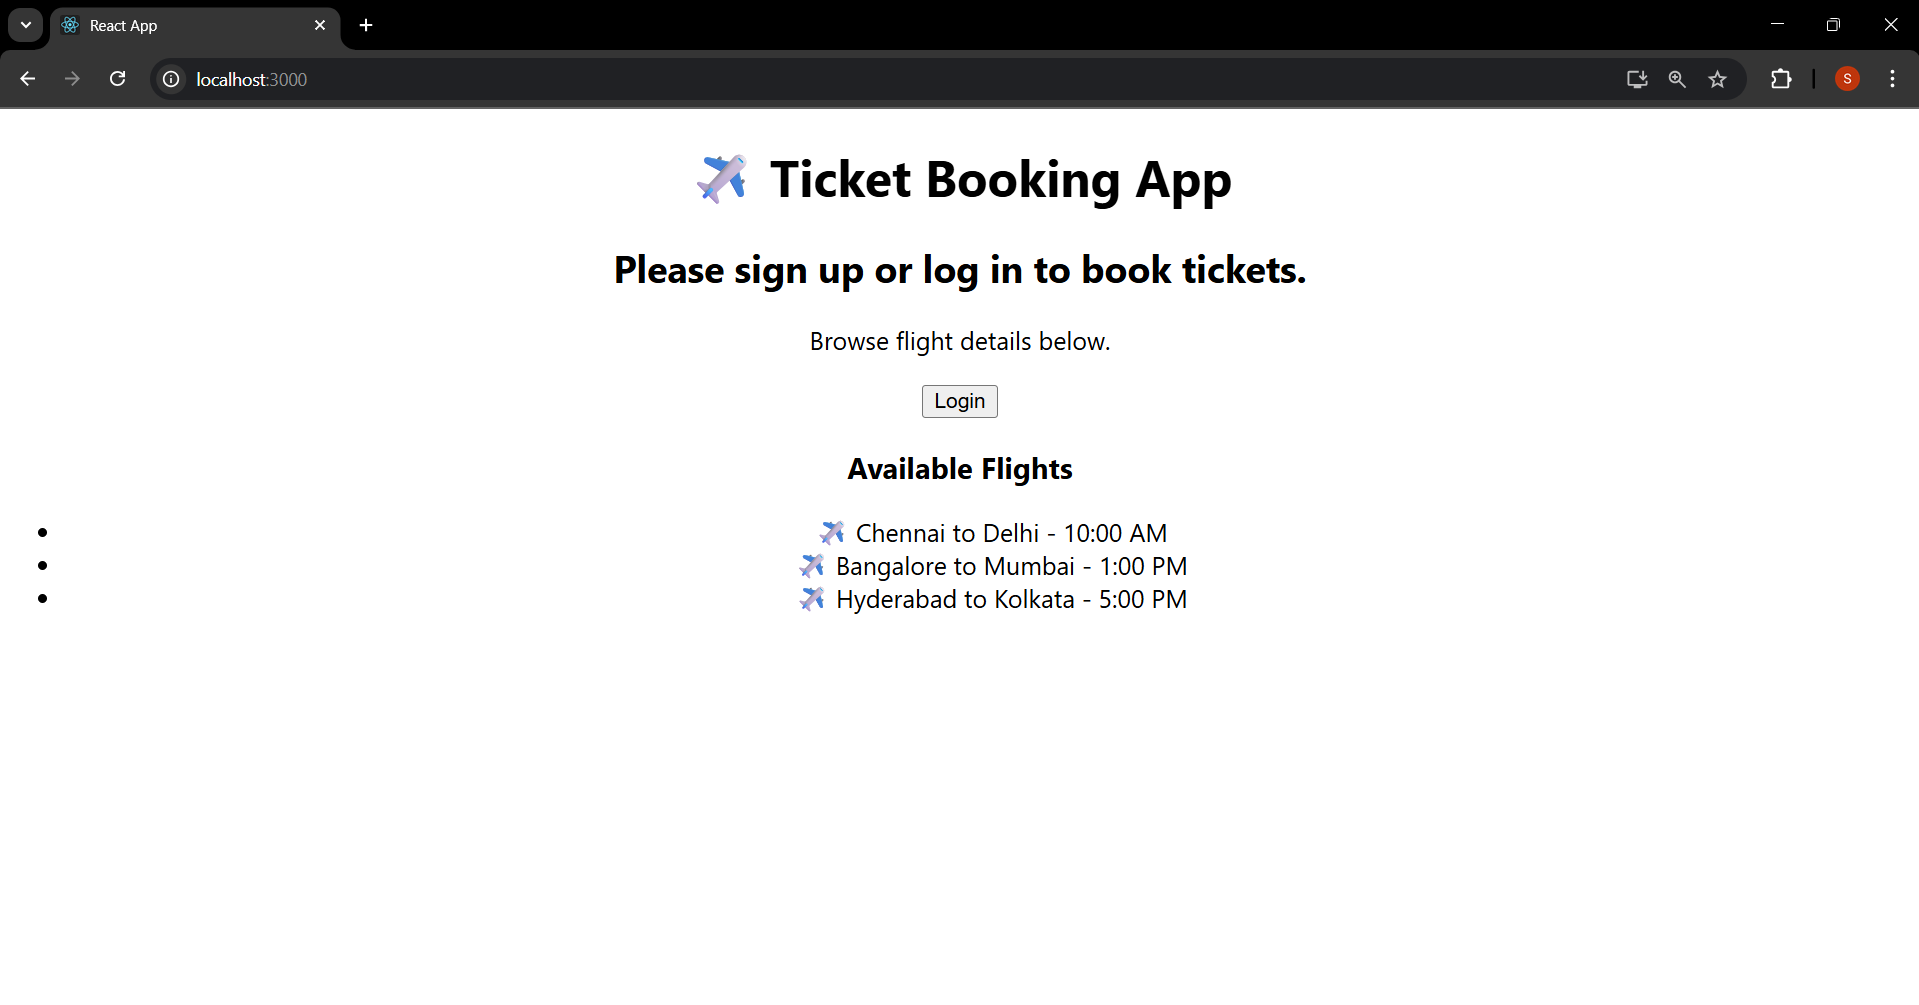 React App
localhost:3000
S
✈️ Ticket Booking App
Please sign up or log in to book tickets.
Browse flight details below.
Login
Available Flights
• ✈️ Chennai to Delhi - 10:00 AM
• ✈️ Bangalore to Mumbai - 1:00 PM
• ✈️ Hyderabad to Kolkata - 5:00 PM